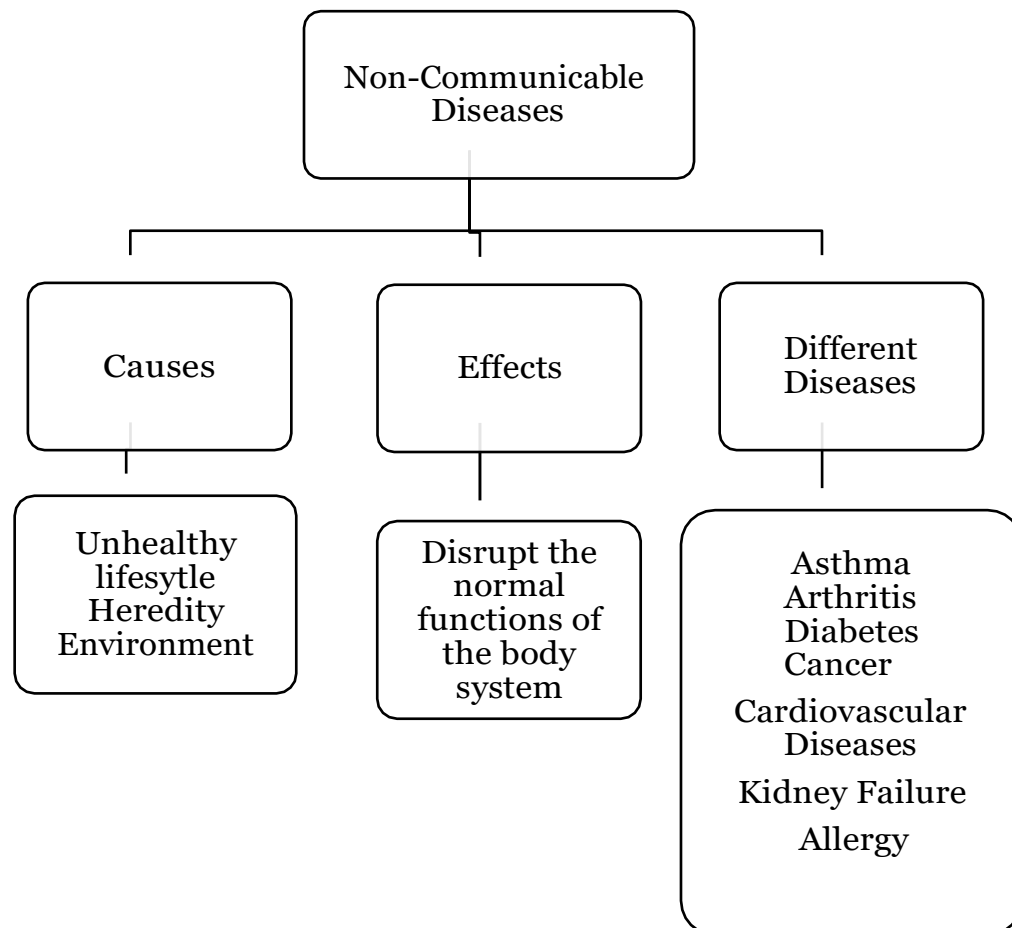 Non-Communicable
Diseases
Causes
Effects
Different
Diseases
Unhealthy
lifesytle
Heredity
Environment
Disrupt the
normal
functions of
the body
system
Asthma
Arthritis
Diabetes
Cancer
Cardiovascular
Diseases
Kidney Failure
Allergy